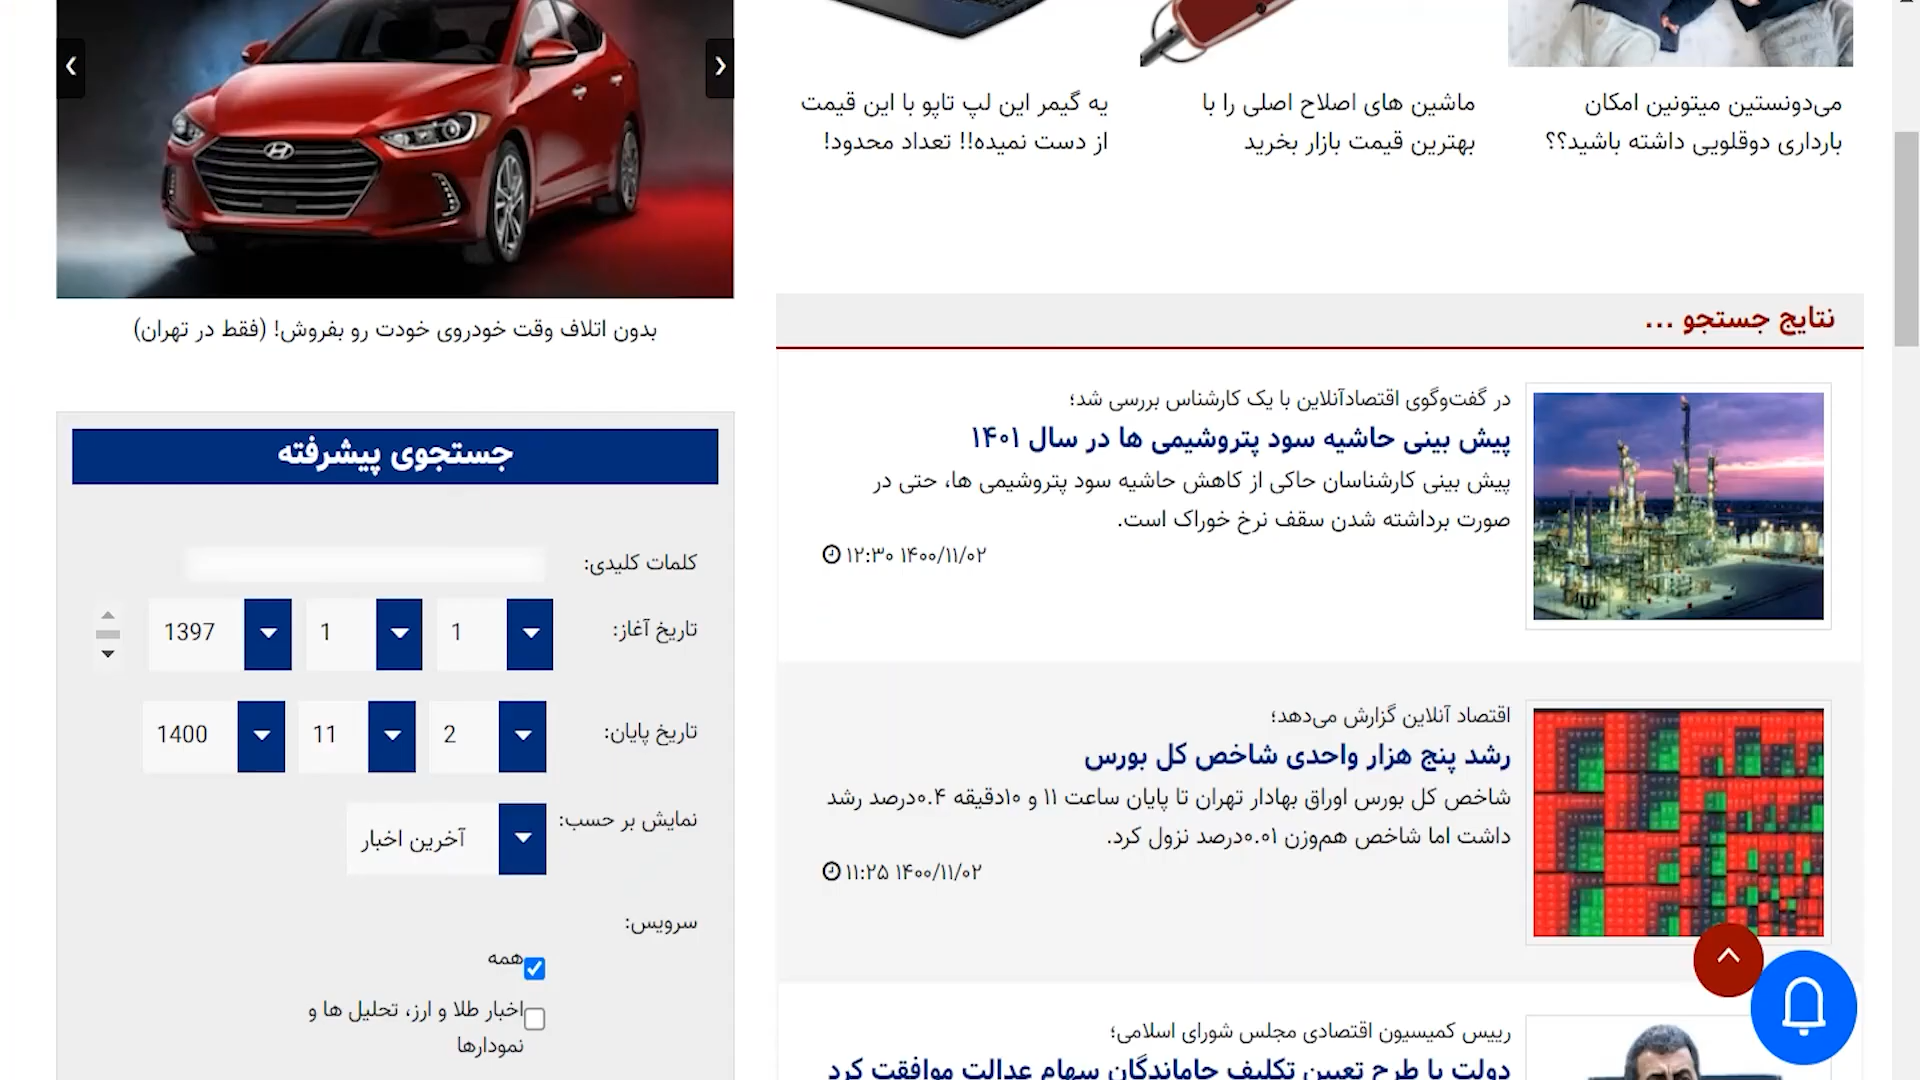 می‌دونستین میتونین امکان
بارداری دوقلویی داشته باشید؟؟
ماشین های اصلاح اصلی را با
بهترین قیمت بازار بخرید
یه گیمر این لپ تاپو با این قیمت
از دست نمیده!! تعداد محدود!
نتایج جستجو ...
در گفت‌وگوی اقتصادآنلاین با یک کارشناس بررسی شد؛
پیش بینی حاشیه سود پتروشیمی ها در سال ۱۴۰۱
پیش بینی کارشناسان حاکی از کاهش حاشیه سود پتروشیمی ها، حتی در
صورت برداشته شدن سقف نرخ خوراک است.
۱۴۰۰/۱۱/۰۲ ۱۲:۳۰
اقتصاد آنلاین گزارش می‌دهد؛
رشد پنج هزار واحدی شاخص کل بورس
شاخص کل بورس اوراق بهادار تهران تا پایان ساعت ۱۱ و ۱۰دقیقه ۰.۴درصد رشد
داشت اما شاخص هم‌وزن ۰.۰۱درصد نزول کرد.
۱۴۰۰/۱۱/۰۲ ۱۱:۲۵
رییس کمیسیون اقتصادی مجلس شورای اسلامی؛
دولت با طرح تعیین تکلیف جاماندگان سهام عدالت موافقت کرد
بدون اتلاف وقت خودروی خودت رو بفروش! (فقط در تهران)
جستجوی پیشرفته
کلمات کلیدی:
تاریخ آغاز: 1 1 1397
تاریخ پایان: 2 11 1400
نمایش بر حسب: آخرین اخبار
سرویس:
همه
اخبار طلا و ارز، تحلیل ها و
نمودارها